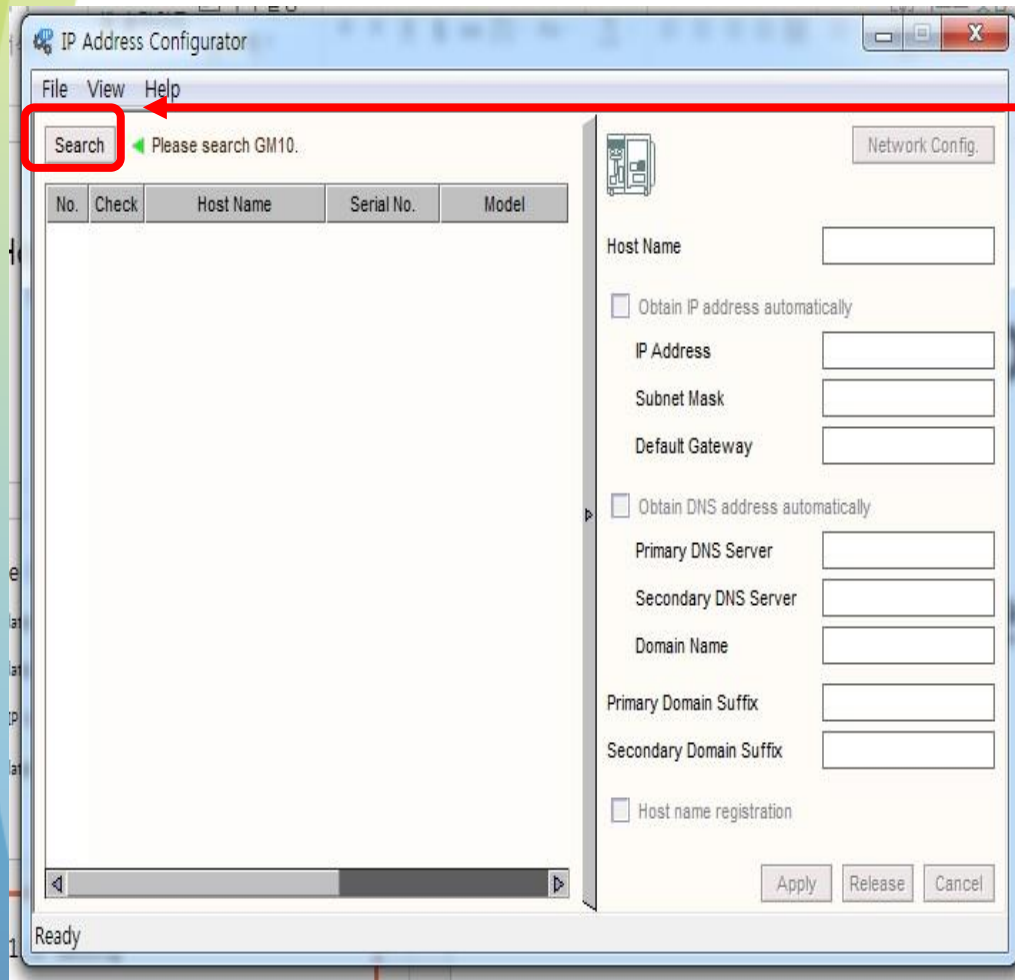 IP Address Configurator
File View Help
Search Please search GM10.
No. Check Host Name Serial No. Model
Network Config.
Host Name
Obtain IP address automatically
IP Address
Subnet Mask
Default Gateway
Obtain DNS address automatically
Primary DNS Server
Secondary DNS Server
Domain Name
Primary Domain Suffix
Secondary Domain Suffix
Host name registration
Apply Release Cancel
Ready